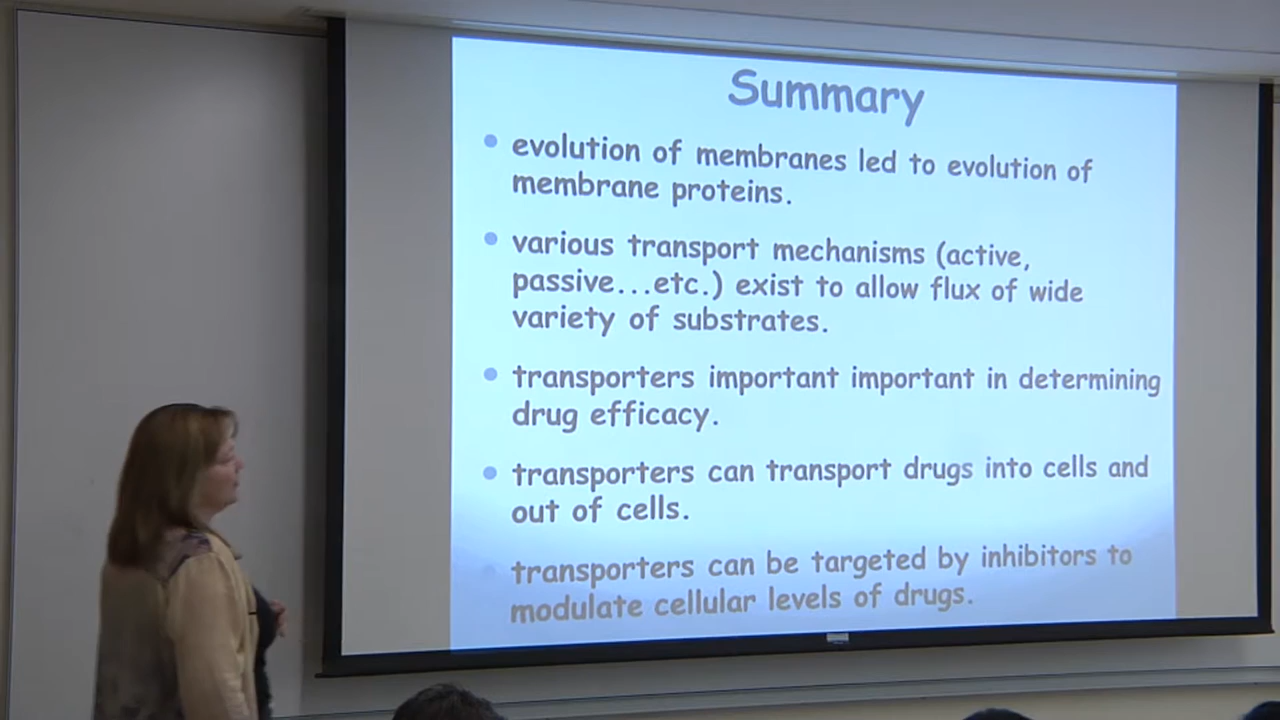 Summary
evolution of membranes led to evolution of
membrane proteins.
various transport mechanisms (active,
passive...etc.) exist to allow flux of wide
variety of substrates.
transporters important important in determining
drug efficacy.
transporters can transport drugs into cells and
out of cells.
transporters can be targeted by inhibitors to
modulate cellular levels of drugs.